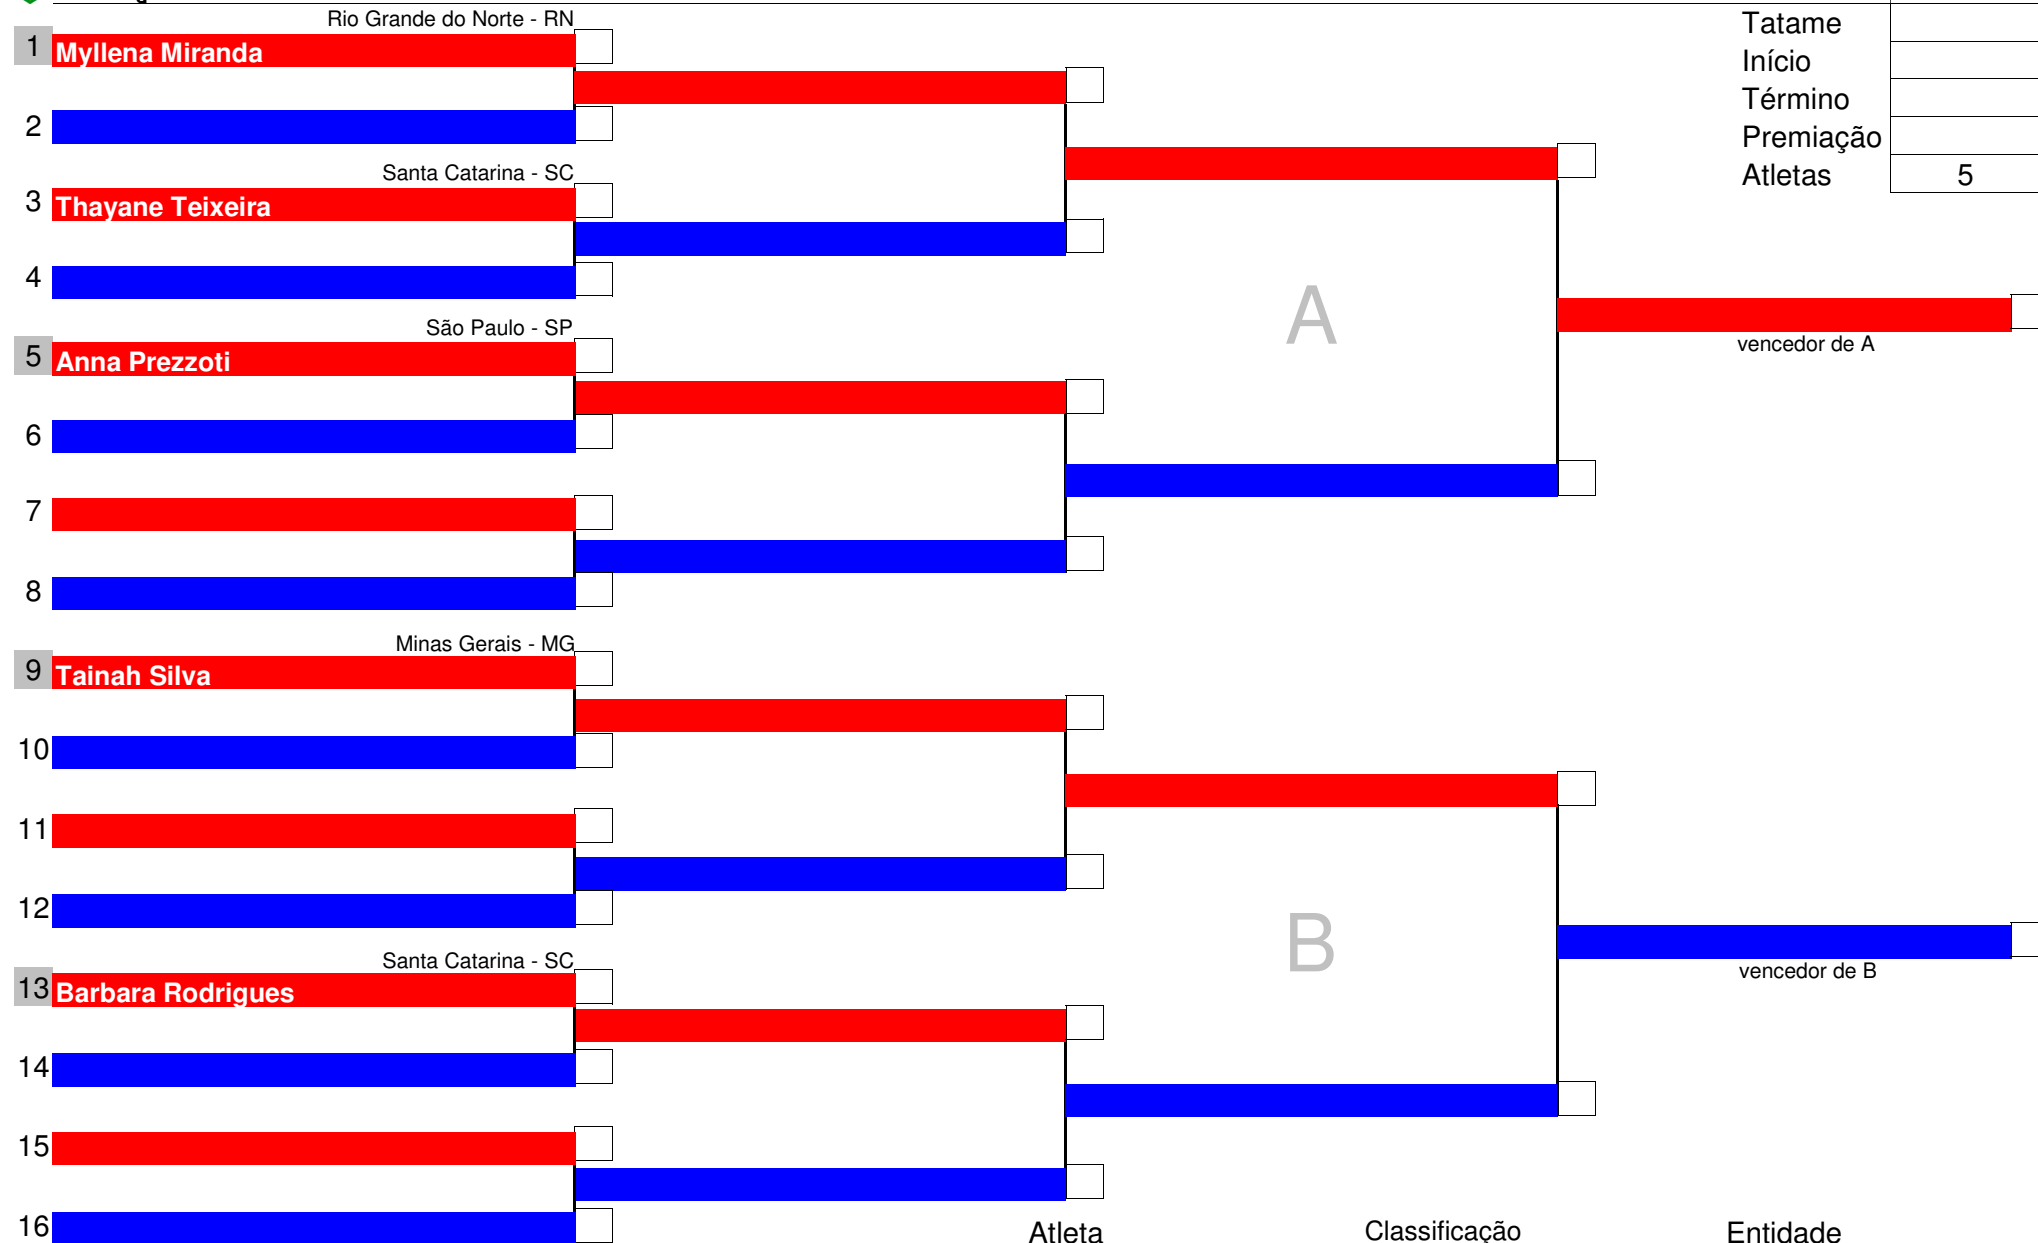 Rio Grande do Norte - RN
Tatame
1 Myllena Miranda
Início
Término
2
Premiação
Santa Catarina - SC
Atletas 5
3 Thayane Teixeira
4
A
São Paulo - SP
vencedor de A
5 Anna Prezzoti
6
7
8
Minas Gerais - MG
9 Tainah Silva
10
11
12
B
Santa Catarina - SC
vencedor de B
13 Barbara Rodrigues
14
15
16
Atleta Classificação Entidade